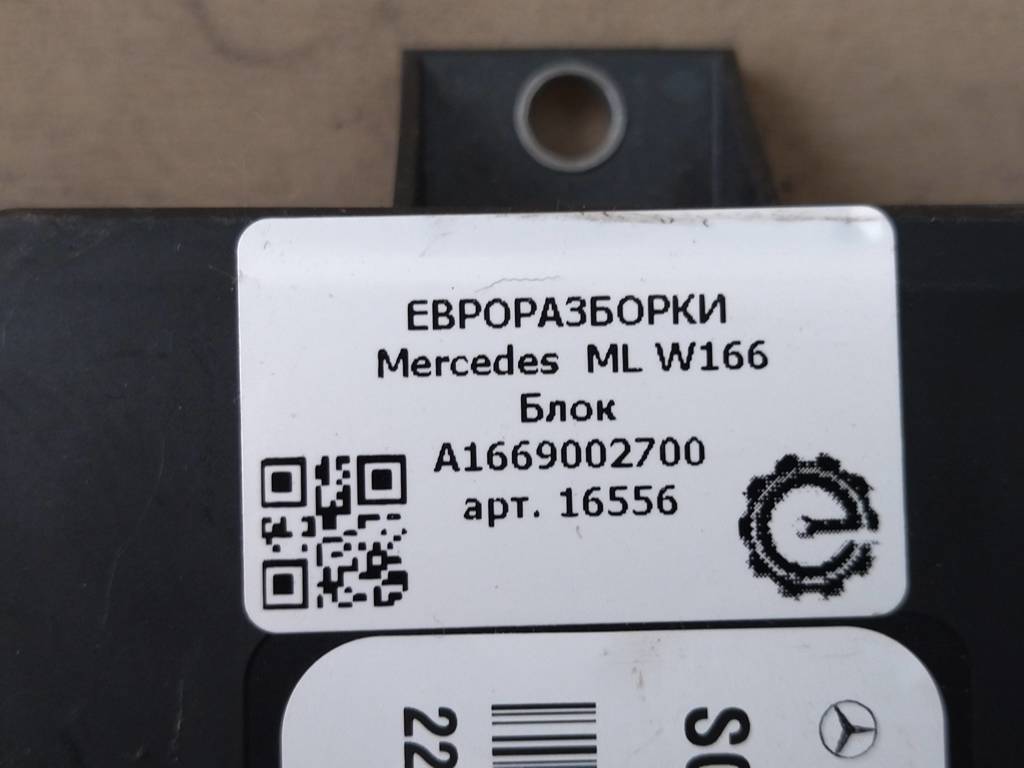 ЕВРОРАЗБОРКИ
Mercedes ML W166
Блок
A1669002700
арт. 16556